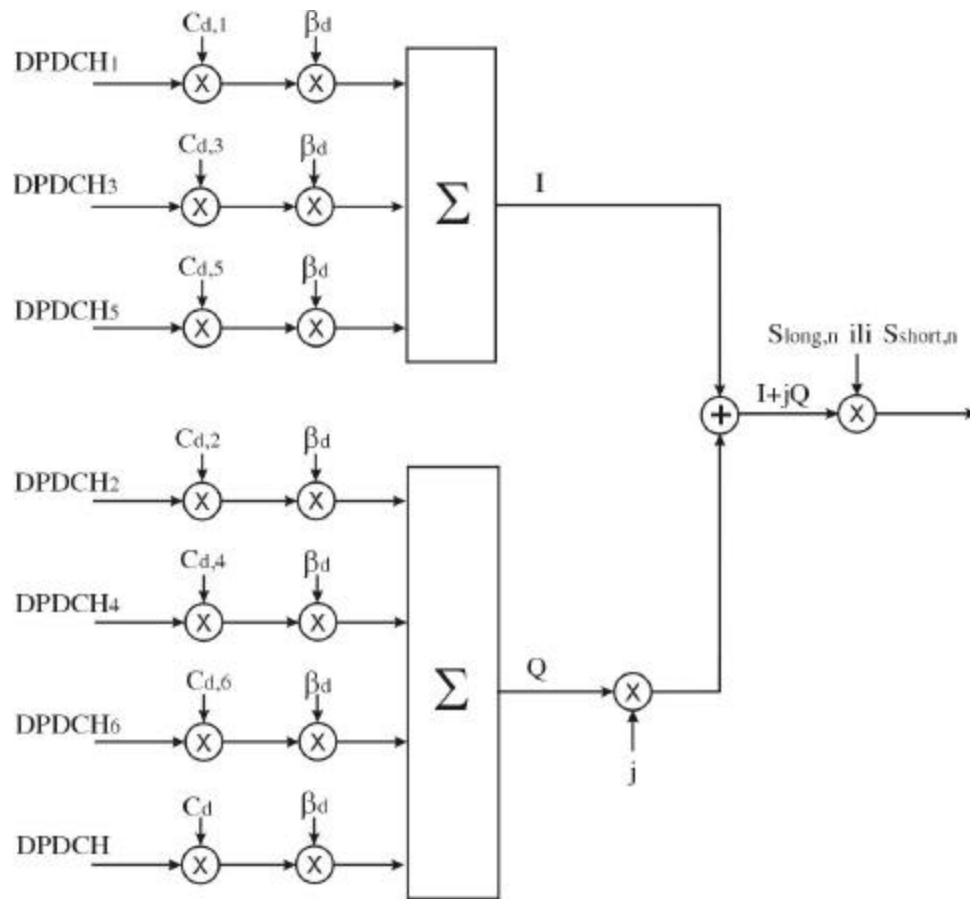 Cd,1 βd
DPDCH1
Cd,3 βd
DPDCH3
Σ I
Cd,5 βd
DPDCH5
Slong,n ili Sshort,n
I+jQ
Cd,2 βd
DPDCH2
Cd,4 βd
DPDCH4
Cd,6 βd
DPDCH6
Σ Q
j
Cd βd
DPDCH